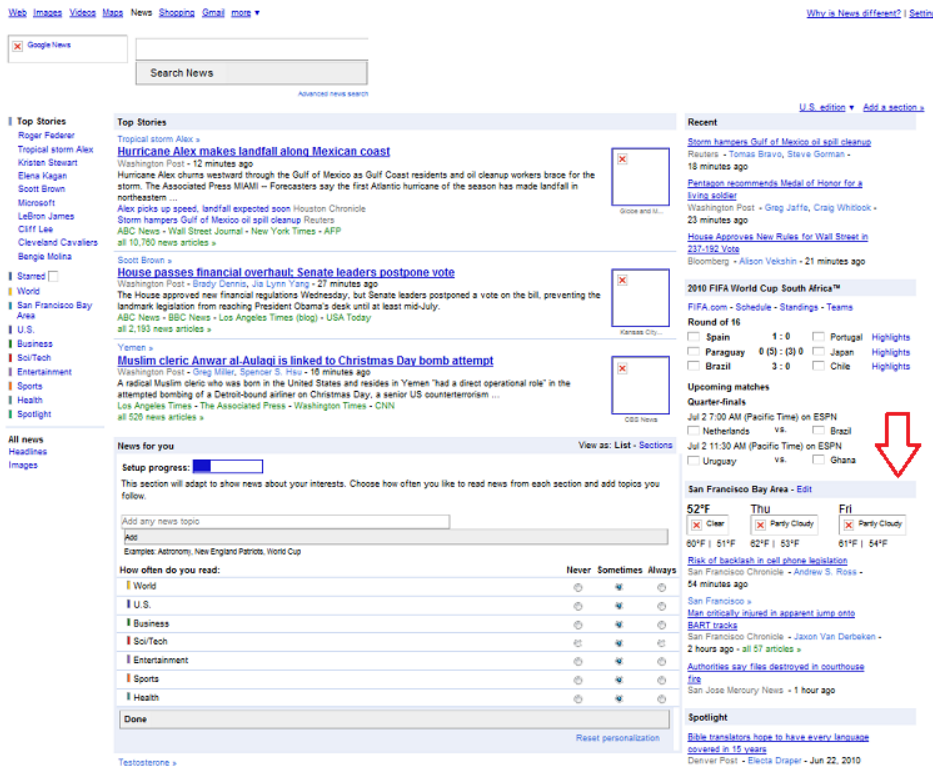 Web Images Videos Maps News Shopping Gmail more ▼
Why is News different? | Settin
Google News
Search News
Advanced news search
U.S. edition ▼ Add a section »
Top Stories
Roger Federer
Tropical storm Alex
Kristen Stewart
Elena Kagan
Scott Brown
Microsoft
LeBron James
Cliff Lee
Cleveland Cavaliers
Bengie Molina
Starred
World
San Francisco Bay
Area
U.S.
Business
Sci/Tech
Entertainment
Sports
Health
Spotlight
All news
Headlines
Images
Top Stories
Tropical storm Alex »
Hurricane Alex makes landfall along Mexican coast
Washington Post - 12 minutes ago
Hurricane Alex churns westward through the Gulf of Mexico as Gulf Coast residents and oil cleanup workers brace for the
storm. The Associated Press MIAMI -- Forecasters say the first Atlantic hurricane of the season has made landfall in
northeastern ...
Alex picks up speed, landfall expected soon Houston Chronicle
Storm hampers Gulf of Mexico oil spill cleanup Reuters
ABC News - Wall Street Journal - New York Times - AFP
all 10,760 news articles »
Globe and M...
Scott Brown »
House passes financial overhaul; Senate leaders postpone vote
Washington Post - Brady Dennis, Jia Lynn Yang - 27 minutes ago
The House approved new financial regulations Wednesday, but Senate leaders postponed a vote on the bill, preventing the
landmark legislation from reaching President Obama's desk until at least mid-July.
ABC News - BBC News - Los Angeles Times (blog) - USA Today
all 2,193 news articles »
Kansas City...
Yemen »
Muslim cleric Anwar al-Aulaqi is linked to Christmas Day bomb attempt
Washington Post - Greg Miller, Spencer S. Hsu - 16 minutes ago
A radical Muslim cleric who was born in the United States and resides in Yemen "had a direct operational role" in the
attempted bombing of a Detroit-bound airliner on Christmas Day, a senior US counterterrorism ...
Los Angeles Times - The Associated Press - Washington Times - CNN
all 526 news articles »
CBS News
News for you
View as: List - Sections
Setup progress:
This section will adapt to show news about your interests. Choose how often you like to read news from each section and add topics you
follow.
Add any news topic
Add
Examples: Astronomy, New England Patriots, World Cup
How often do you read: Never Sometimes Always
World
U.S.
Business
Sci/Tech
Entertainment
Sports
Health
Done
Reset personalization
Testosterone »
Recent
Storm hampers Gulf of Mexico oil spill cleanup
Reuters - Tomas Bravo, Steve Gorman -
18 minutes ago
Pentagon recommends Medal of Honor for a
living soldier
Washington Post - Greg Jaffe, Craig Whitlock -
23 minutes ago
House Approves New Rules for Wall Street in
237-192 Vote
Bloomberg - Alison Vekshin - 21 minutes ago
2010 FIFA World Cup South Africa™
FIFA.com - Schedule - Standings - Teams
Round of 16
Spain 1 : 0 Portugal Highlights
Paraguay 0 (5) : (3) 0 Japan Highlights
Brazil 3 : 0 Chile Highlights
Upcoming matches
Quarter-finals
Jul 2 7:00 AM (Pacific Time) on ESPN
Netherlands vs. Brazil
Jul 2 11:30 AM (Pacific Time) on ESPN
Uruguay vs. Ghana
San Francisco Bay Area - Edit
52°F Thu Fri
Clear Partly Cloudy Partly Cloudy
60°F | 51°F 62°F | 53°F 61°F | 54°F
Risk of backlash in cell phone legislation
San Francisco Chronicle - Andrew S. Ross -
54 minutes ago
San Francisco »
Man critically injured in apparent jump onto
BART tracks
San Francisco Chronicle - Jaxon Van Derbeken -
2 hours ago - all 57 articles »
Authorities say files destroyed in courthouse
fire
San Jose Mercury News - 1 hour ago
Spotlight
Bible translators hope to have every language
covered in 15 years
Denver Post - Electa Draper - Jun 22, 2010